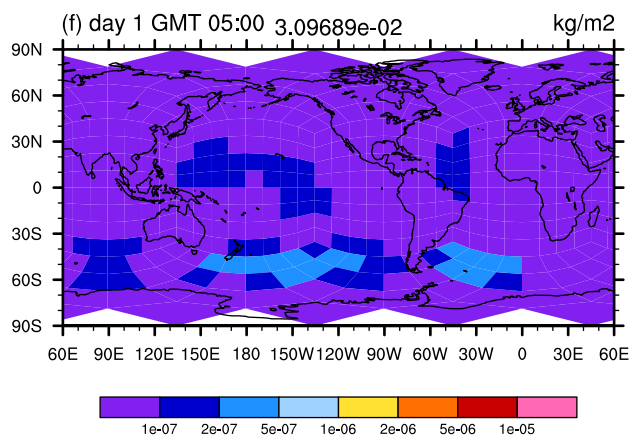 (f) day 1 GMT 05:00 3.09689e-02 kg/m2
90N
60N
30N
0
30S
60S
90S
60E 90E 120E 150E 180 150W 120W 90W 60W 30W 0 30E 60E
1e-07 2e-07 5e-07 1e-06 2e-06 5e-06 1e-05